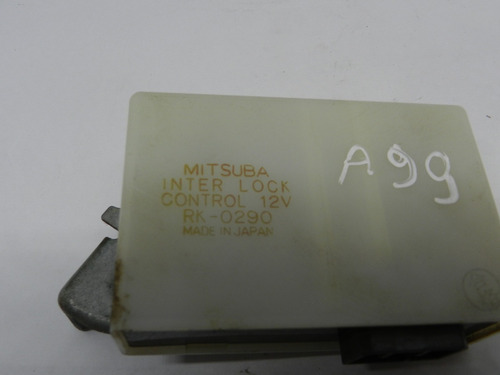 MITSUBA
INTER LOCK
CONTROL 12V
RK-0290
MADE IN JAPAN
A99